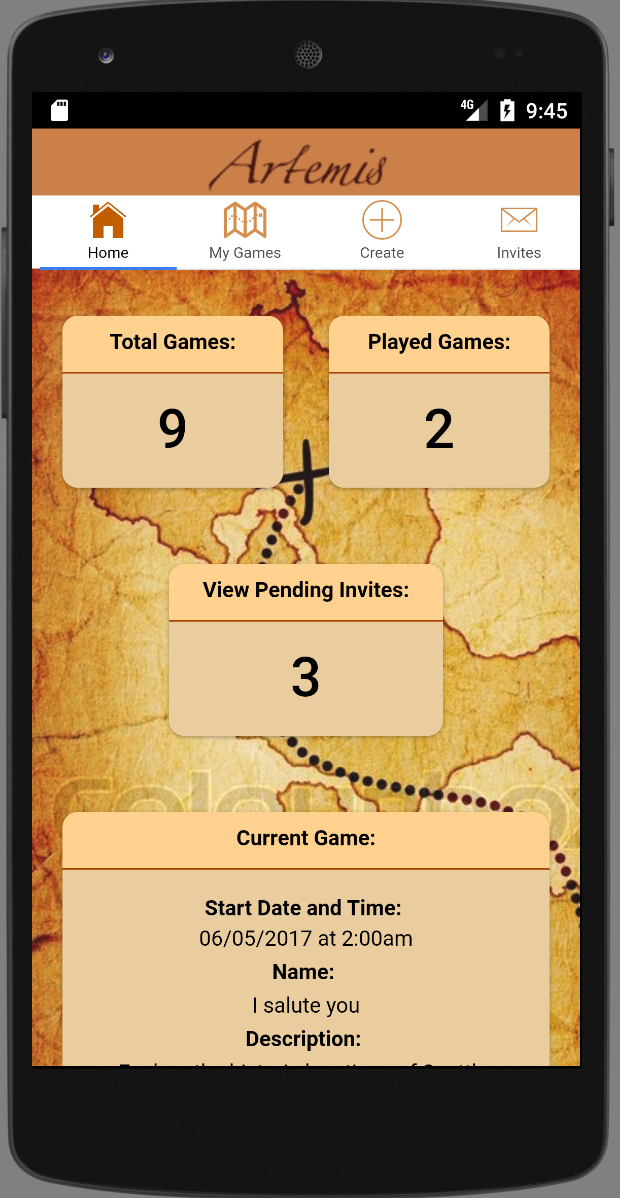 4G 9:45
Artemis
Home My Games Create Invites
Total Games: Played Games:
9 2
View Pending Invites:
3
Current Game:
Start Date and Time:
06/05/2017 at 2:00am
Name:
I salute you
Description: